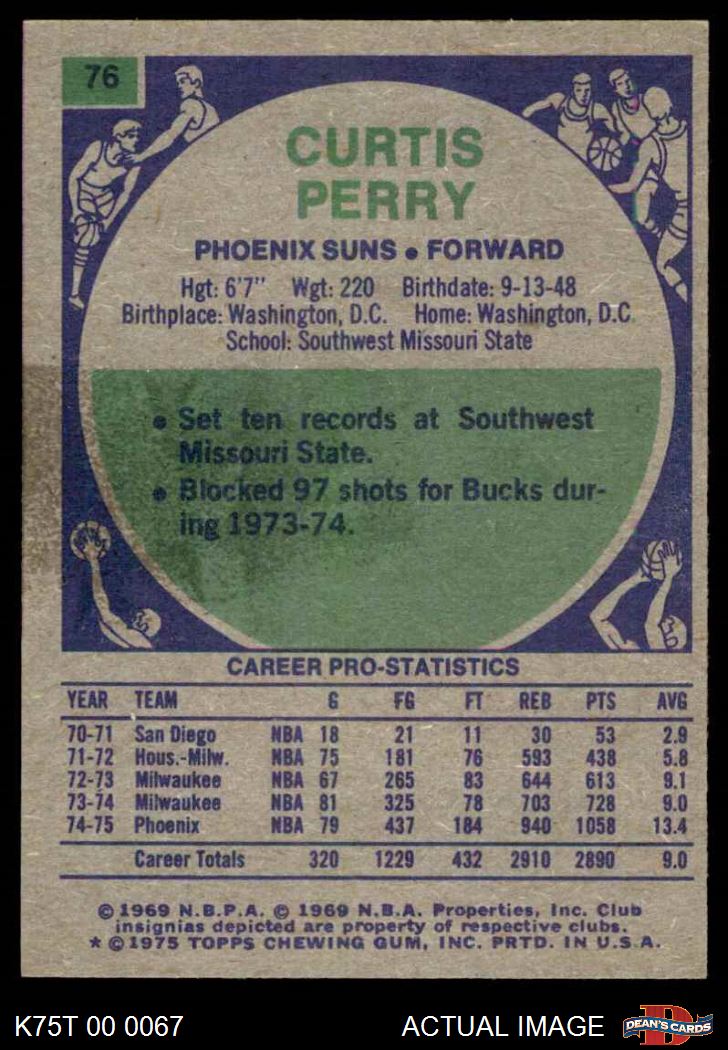 76
CURTIS
PERRY
PHOENIX SUNS • FORWARD
Hgt: 6'7" Wgt: 220 Birthdate: 9-13-48
Birthplace: Washington, D.C. Home: Washington, D.C.
School: Southwest Missouri State
• Set ten records at Southwest
Missouri State.
• Blocked 97 shots for Bucks dur-
ing 1973-74.
CAREER PRO-STATISTICS
YEAR TEAM G FG FT REB PTS AVG
70-71 San Diego NBA 18 21 11 30 53 2.9
71-72 Hous.-Milw. NBA 75 181 76 593 438 5.8
72-73 Milwaukee NBA 67 265 83 644 613 9.1
73-74 Milwaukee NBA 81 325 78 703 728 9.0
74-75 Phoenix NBA 79 437 184 940 1058 13.4
Career Totals 320 1229 432 2910 2890 9.0
© 1969 N.B.P.A. © 1969 N.B.A. Properties, Inc. Club
insignias depicted are property of respective clubs.
* © 1975 TOPPS CHEWING GUM, INC. PRTD. IN U.S.A.
K75T 00 0067 ACTUAL IMAGE
D
DEAN'S CARDS